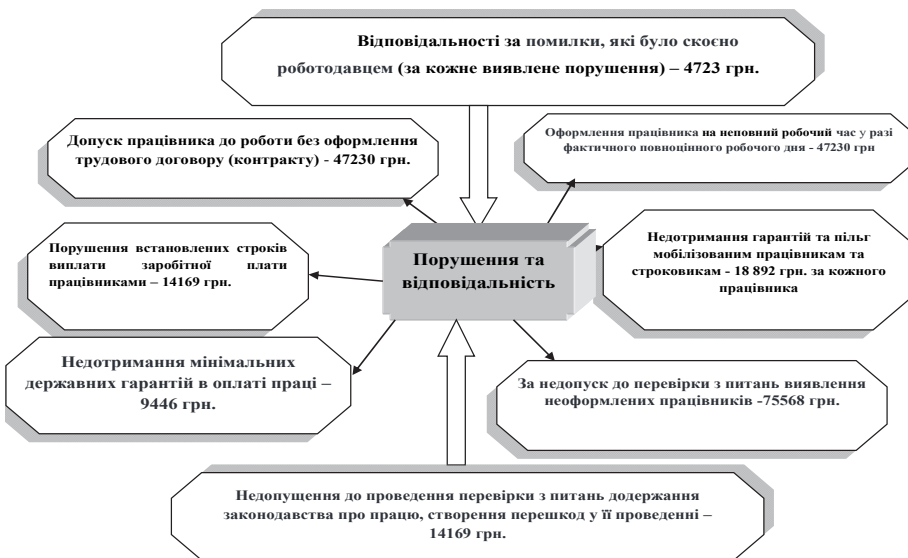 Відповідальності за помилки, які було скоєно
роботодавцем (за кожне виявлене порушення) – 4723 грн.
Допуск працівника до роботи без оформлення
трудового договору (контракту) - 47230 грн.
Оформлення працівника на неповний робочий час у разі
фактичного повноцінного робочого дня - 47230 грн
Порушення встановлених строків
виплати заробітної плати
працівниками – 14169 грн.
Порушення та
відповідальність
Недотримання гарантій та пільг
мобілізованим працівникам та
строковикам - 18 892 грн. за кожного
працівника
Недотримання мінімальних
державних гарантій в оплаті праці –
9446 грн.
За недопуск до перевірки з питань виявлення
неоформлених працівників -75568 грн.
Недопущення до проведення перевірки з питань додержання
законодавства про працю, створення перешкод у її проведенні –
14169 грн.